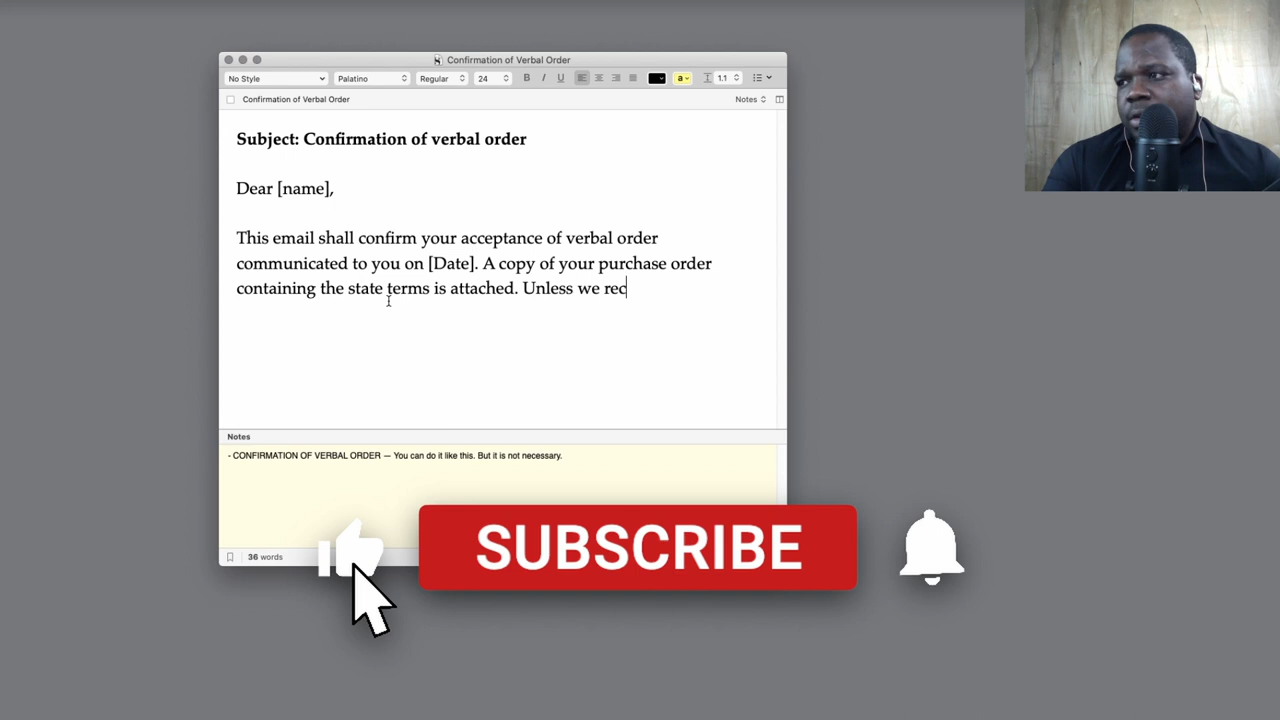 Confirmation of Verbal Order
No Style
Palatino
Regular
24
B I U
a
1.1
Confirmation of Verbal Order
Notes
Subject: Confirmation of verbal order
Dear [name],
This email shall confirm your acceptance of verbal order
communicated to you on [Date]. A copy of your purchase order
containing the state terms is attached. Unless we rec
Notes
- CONFIRMATION OF VERBAL ORDER — You can do it like this. But it is not necessary.
36 words
SUBSCRIBE